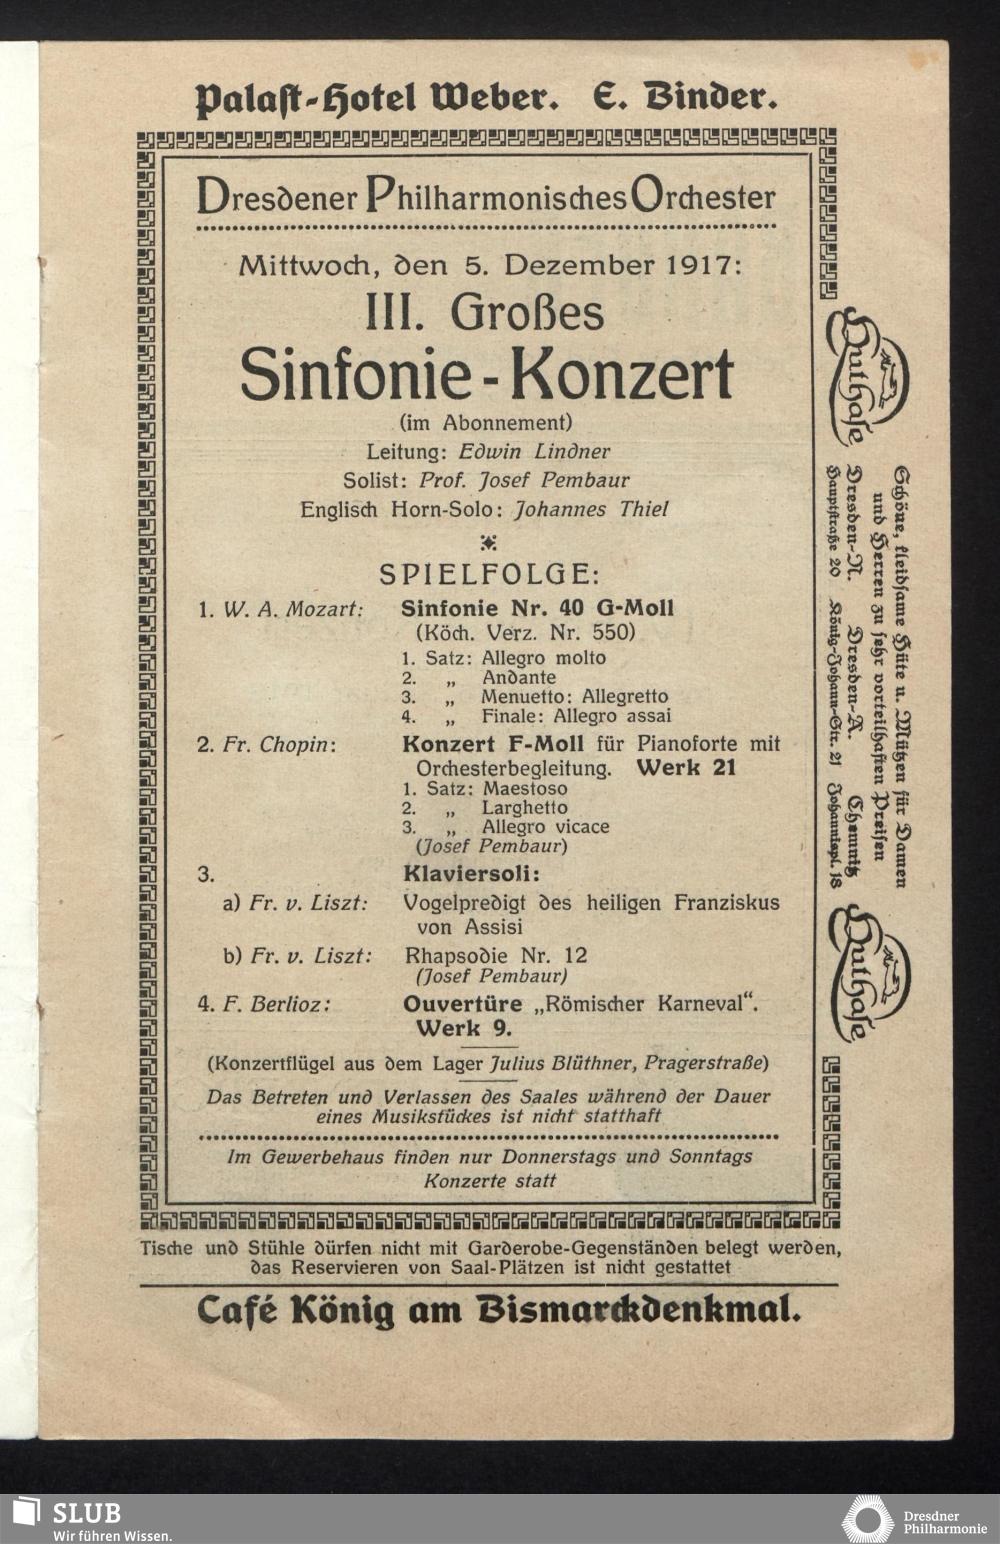 Palast-Hotel Weber. E. Binder.
Dresdener Philharmonisches Orchester
Mittwoch, den 5. Dezember 1917:
III. Großes
Sinfonie-Konzert
(im Abonnement)
Leitung: Edwin Lindner
Solist: Prof. Josef Pembaur
Englisch Horn-Solo: Johannes Thiel
SPIELFOLGE:
1. W. A. Mozart: Sinfonie Nr. 40 G-Moll
(Köch. Verz. Nr. 550)
1. Satz: Allegro molto
2. „ Andante
3. „ Menuetto: Allegretto
4. „ Finale: Allegro assai
2. Fr. Chopin: Konzert F-Moll für Pianoforte mit
Orchesterbegleitung. Werk 21
1. Satz: Maestoso
2. „ Larghetto
3. „ Allegro vicace
(Josef Pembaur)
3. Klaviersoli:
a) Fr. v. Liszt: Vogelpredigt des heiligen Franziskus
von Assisi
b) Fr. v. Liszt: Rhapsodie Nr. 12
(Josef Pembaur)
4. F. Berlioz: Ouvertüre „Römischer Karneval“.
Werk 9.
(Konzertflügel aus dem Lager Julius Blüthner, Pragerstraße)
Das Betreten und Verlassen des Saales während der Dauer
eines Musikstückes ist nicht statthaft
Im Gewerbehaus finden nur Donnerstags und Sonntags
Konzerte statt
Huthase
Schöne, kleidsame Hüte u. Mützen für Damen
und Herren zu sehr vorteilhaften Preisen
Dresden-N. Dresden-A. Chemnitz
Hauptstraße 20 König-Johann-Str. 21 Johannispl. 18
Huthase
Tische und Stühle dürfen nicht mit Garderobe-Gegenständen belegt werden,
das Reservieren von Saal-Plätzen ist nicht gestattet
Café König am Bismarckdenkmal.
SLUB
Wir führen Wissen.
Dresdner
Philharmonie